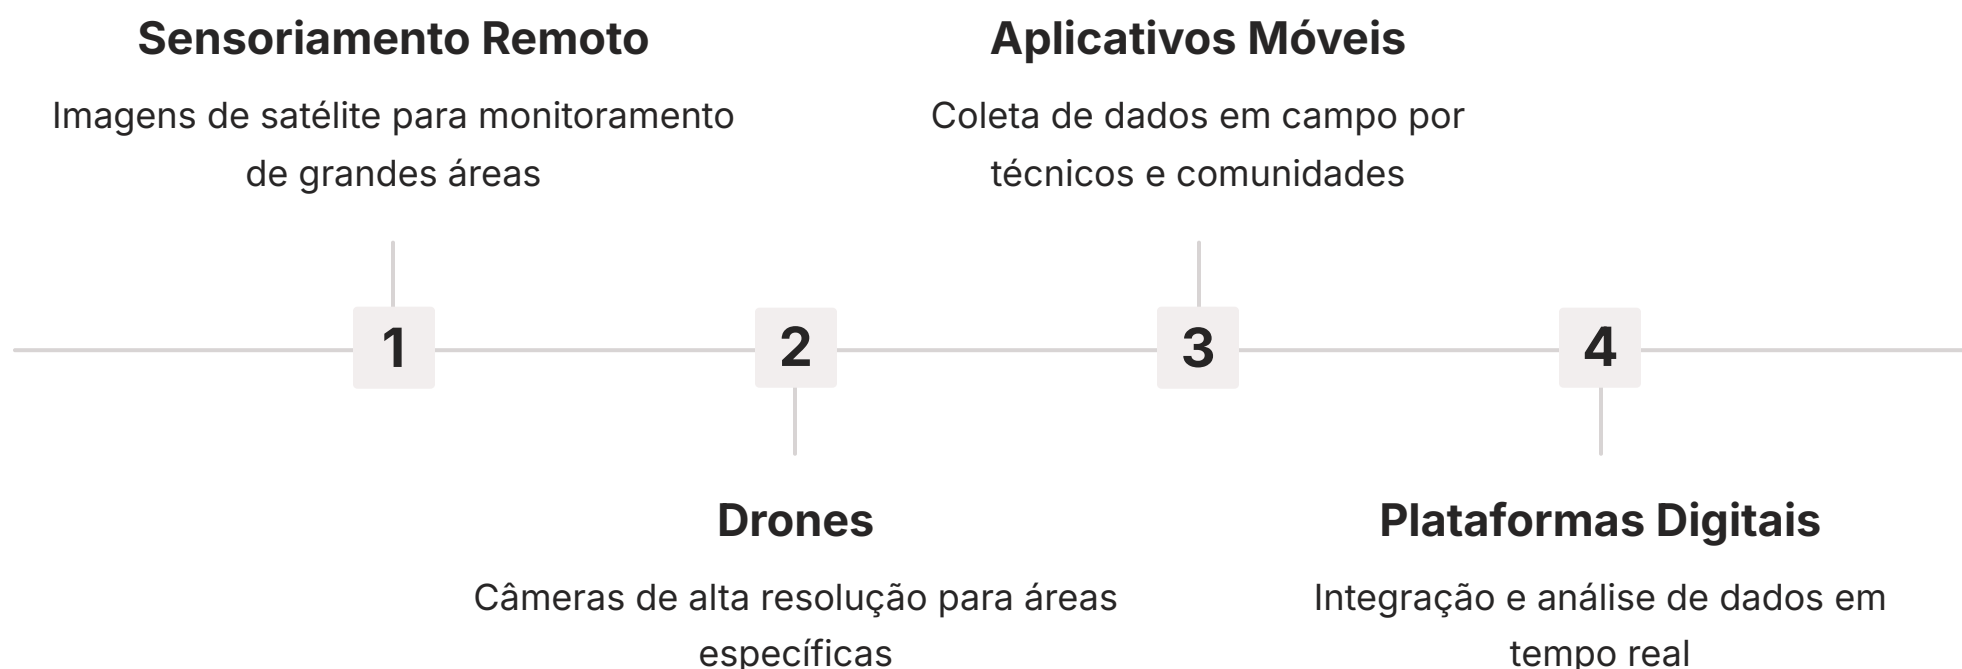 Sensoriamento Remoto
Imagens de satélite para monitoramento
de grandes áreas
Aplicativos Móveis
Coleta de dados em campo por
técnicos e comunidades
1
2
3
4
Drones
Câmeras de alta resolução para áreas
específicas
Plataformas Digitais
Integração e análise de dados em
tempo real